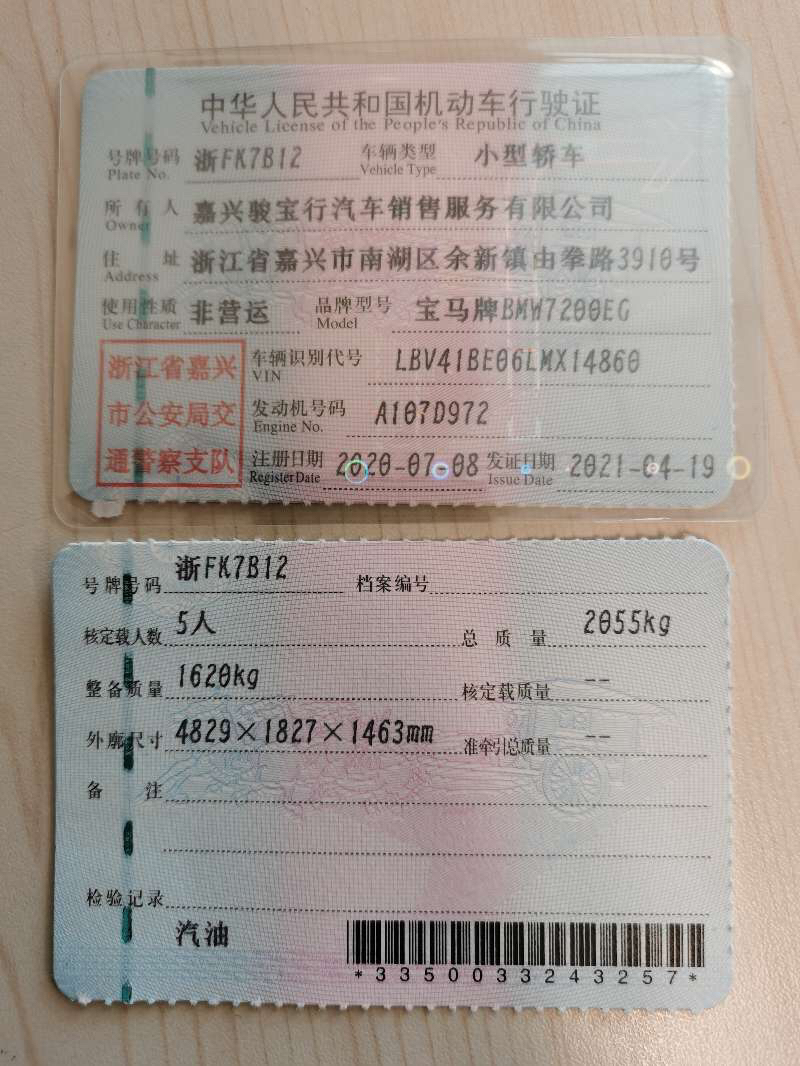 中华人民共和国机动车行驶证
Vehicle License of the People's Republic of China
号牌号码 浙FK7B12 车辆类型 小型轿车
Plate No. Vehicle Type
所有人 嘉兴骏宝行汽车销售服务有限公司
Owner
住址 浙江省嘉兴市南湖区余新镇由拳路3910号
Address
使用性质 非营运 品牌型号 宝马牌BMW7200EG
Use Character Model
浙江省嘉兴
市公安局交
通警察支队
车辆识别代号 LBV41BE06LMX14860
VIN
发动机号码 A107D972
Engine No.
注册日期 2020-07-08 发证日期 2021-04-19
Register Date Issue Date
号牌号码 浙FK7B12 档案编号
核定载人数 5人 总质量 2055kg
整备质量 1620kg 核定载质量 --
外廓尺寸 4829×1827×1463mm 准牵引总质量 --
备注
检验记录
汽油
*3350033243257*